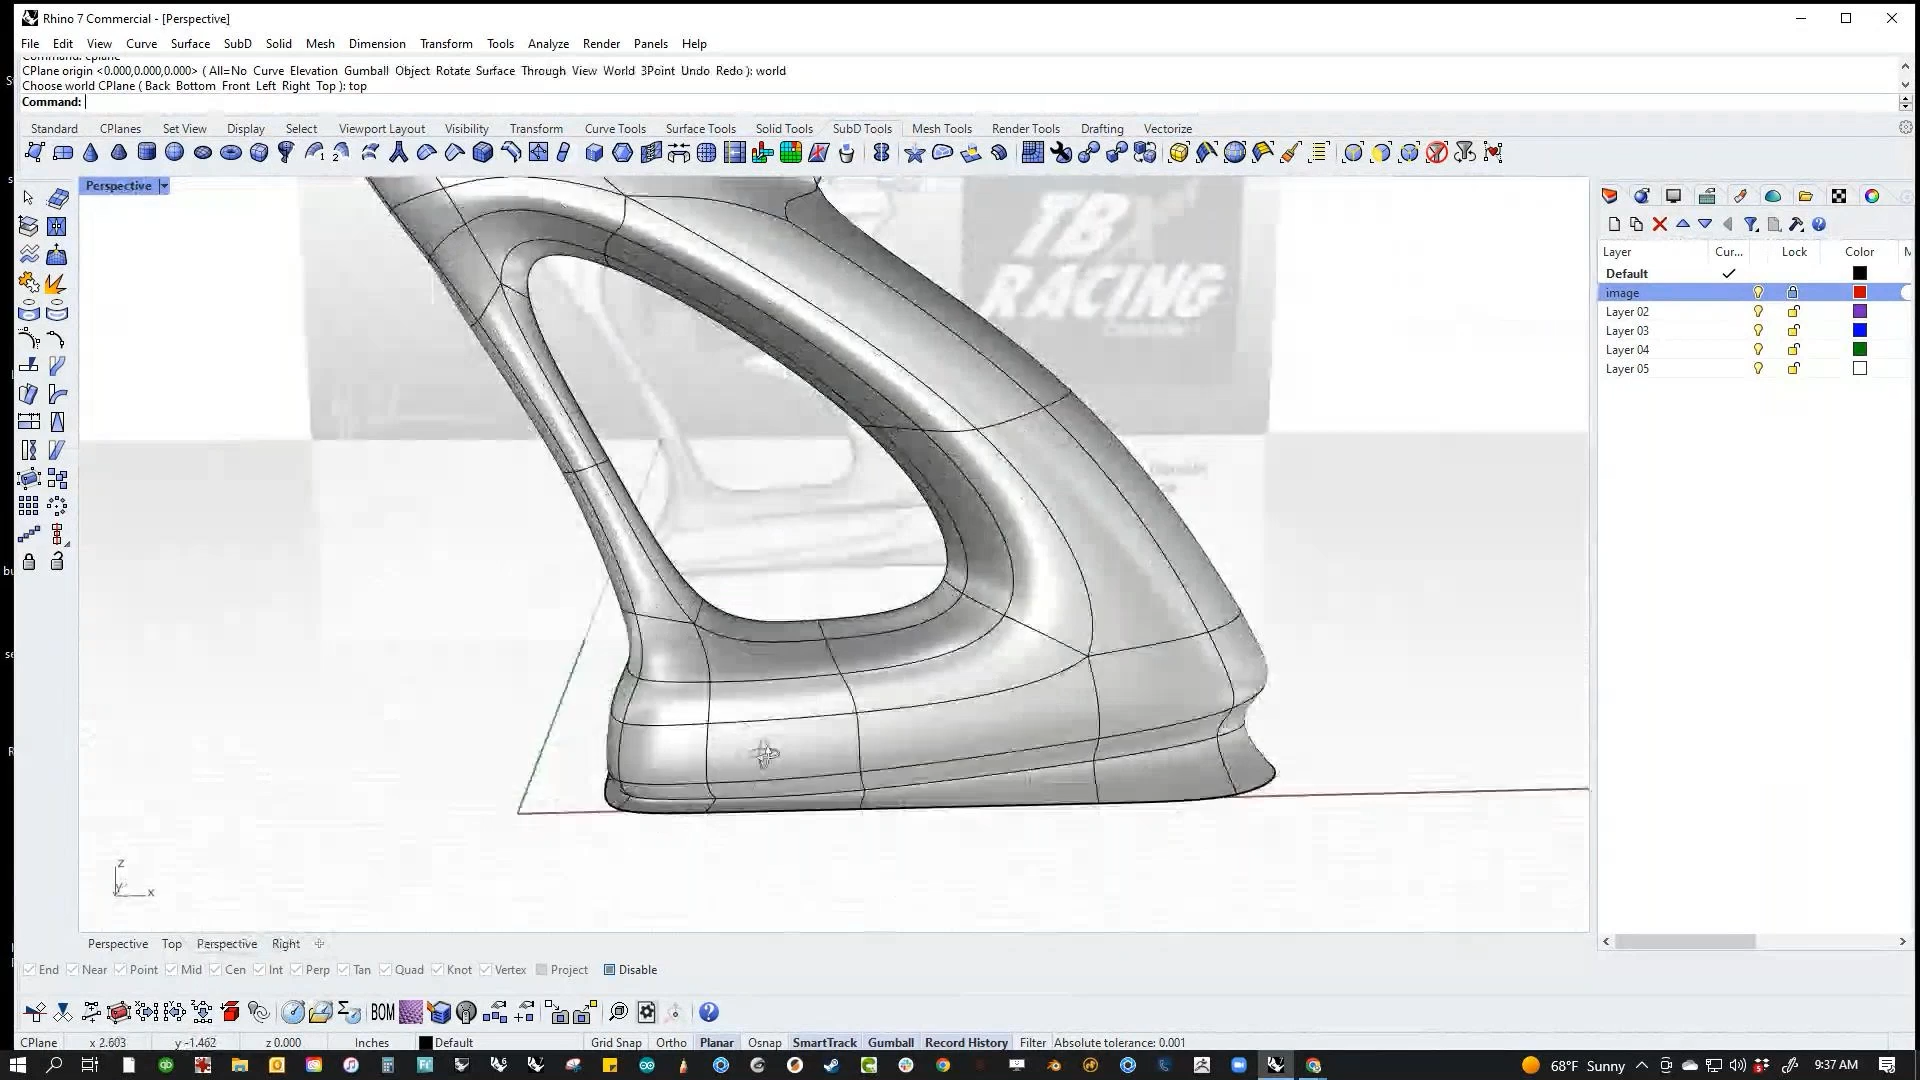 Rhino 7 Commercial - [Perspective]
File Edit View Curve Surface SubD Solid Mesh Dimension Transform Tools Analyze Render Panels Help
Command: cplane
CPlane origin <0.000,0.000,0.000> ( All=No Curve Elevation Gumball Object Rotate Surface Through View World 3Point Undo Redo ): world
Choose world CPlane ( Back Bottom Front Left Right Top ): top
Command:
Standard CPlanes Set View Display Select Viewport Layout Visibility Transform Curve Tools Surface Tools Solid Tools SubD Tools Mesh Tools Render Tools Drafting Vectorize
Perspective
TB
RACING
Layer Cur... Lock Color M
Default
image
Layer 02
Layer 03
Layer 04
Layer 05
z
y x
Perspective Top Perspective Right
End Near Point Mid Cen Int Perp Tan Quad Knot Vertex Project Disable
BOM
CPlane x 2.603 y -1.462 z 0.000 Inches Default Grid Snap Ortho Planar Osnap SmartTrack Gumball Record History Filter Absolute tolerance: 0.001
68°F Sunny 9:37 AM